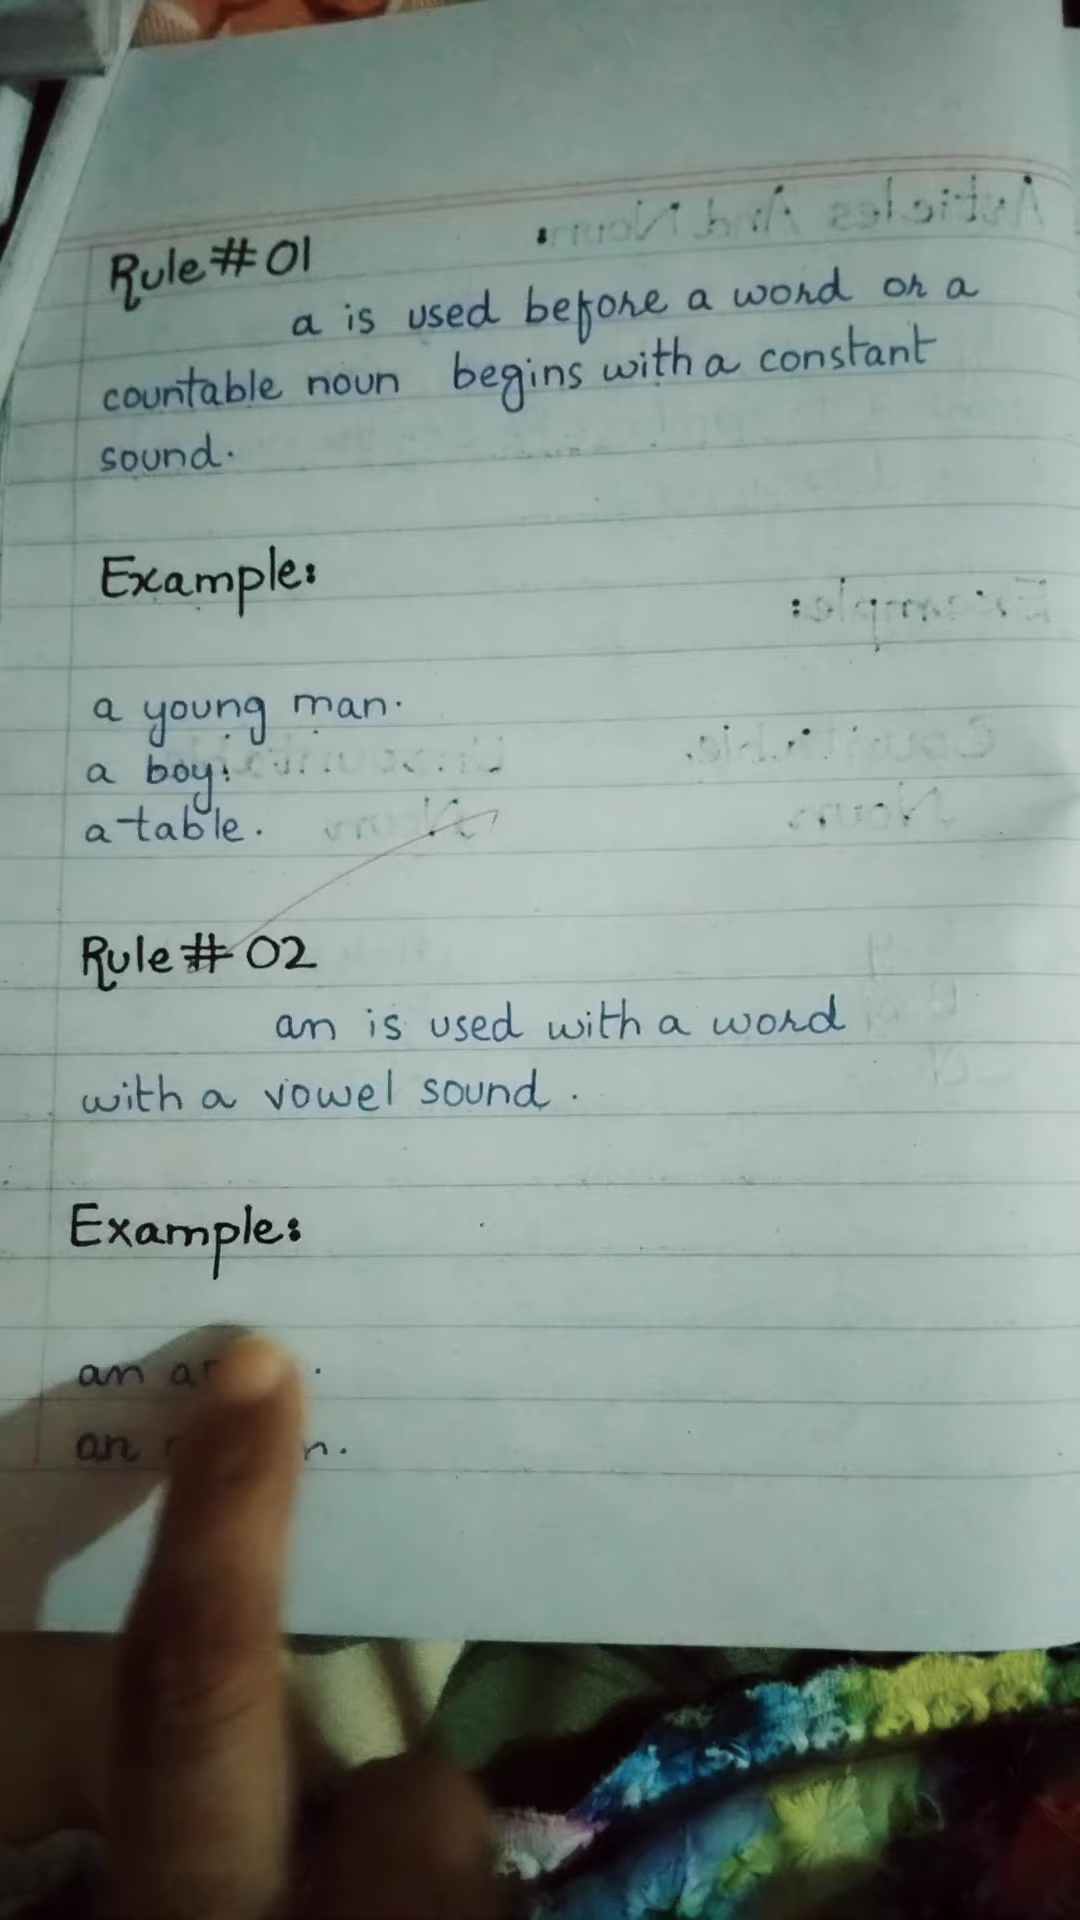 Rule # 01
a is used before a word or a
countable noun begins with a constant
sound.
Example:
a young man.
a boy.
a table.
Rule # 02
an is used with a word
with a vowel sound.
Example:
an
an